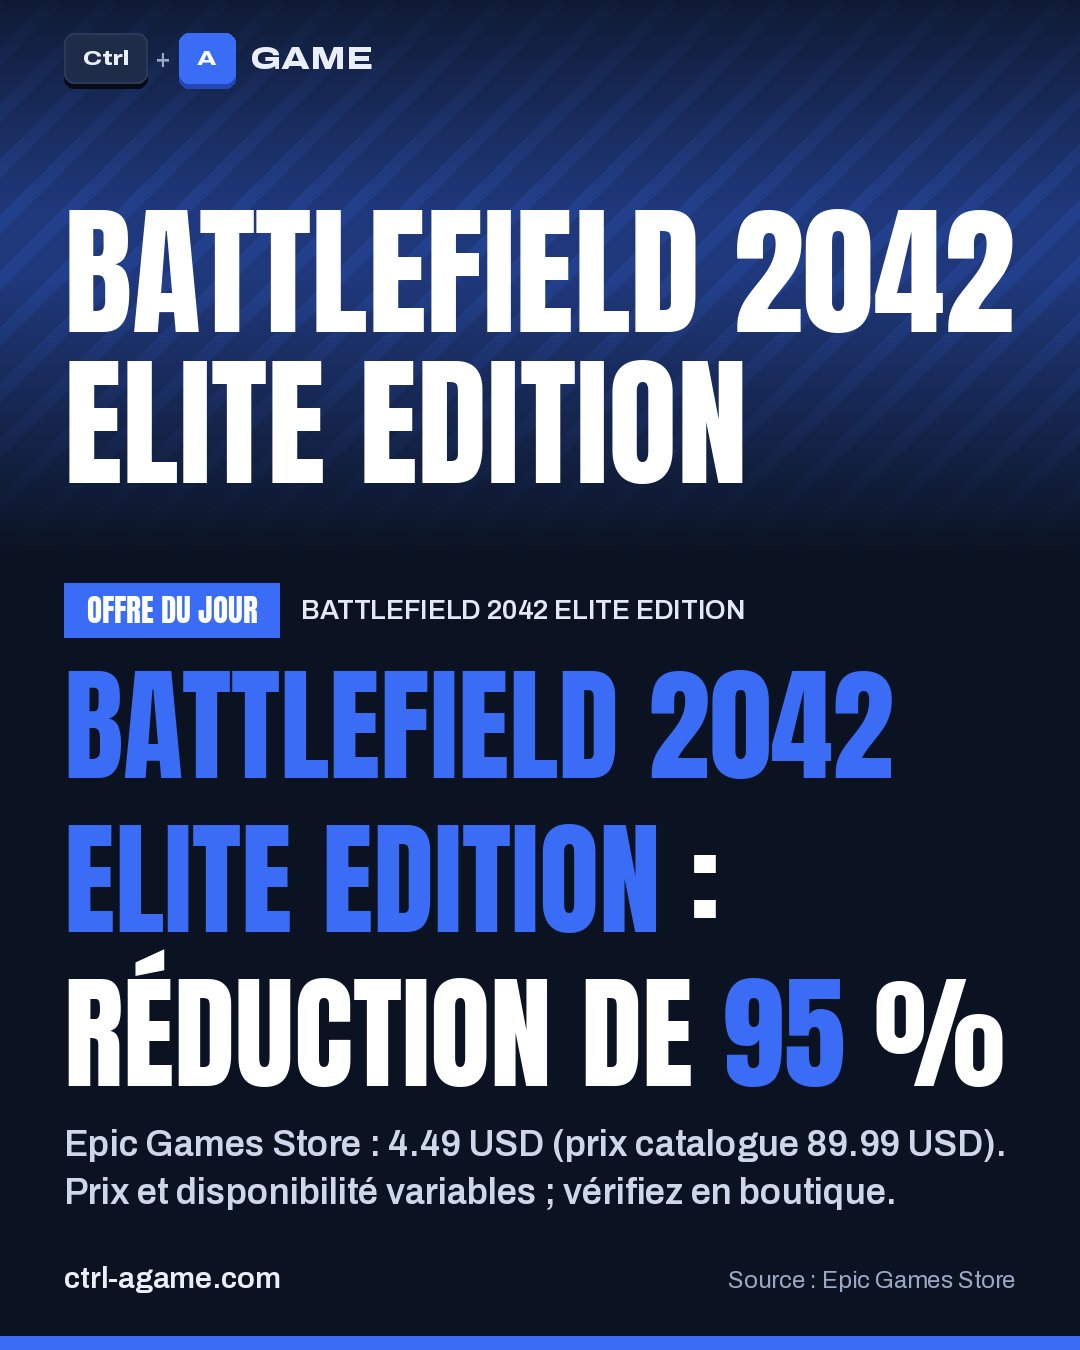 Ctrl + A GAME
BATTLEFIELD 2042
ELITE EDITION
OFFRE DU JOUR BATTLEFIELD 2042 ELITE EDITION
BATTLEFIELD 2042
ELITE EDITION :
RÉDUCTION DE 95 %
Epic Games Store : 4.49 USD (prix catalogue 89.99 USD).
Prix et disponibilité variables ; vérifiez en boutique.
ctrl-agame.com Source : Epic Games Store